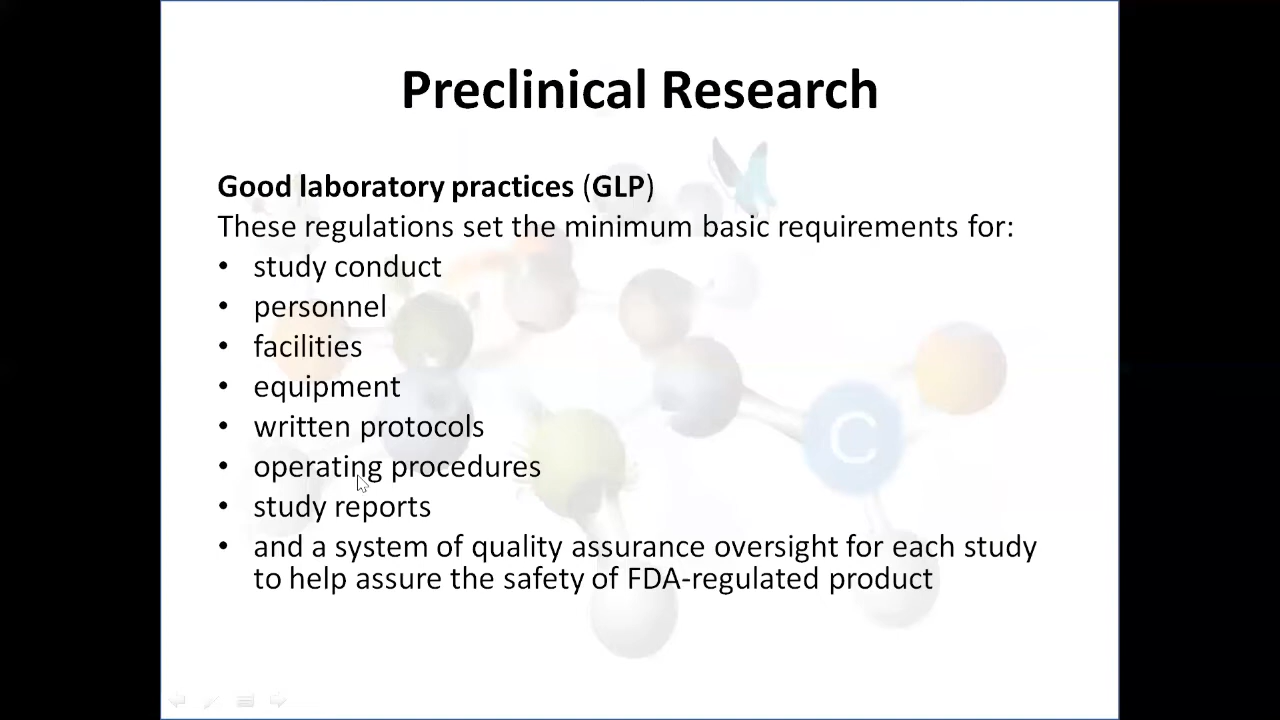 Preclinical Research
Good laboratory practices (GLP)
These regulations set the minimum basic requirements for:
• study conduct
• personnel
• facilities
• equipment
• written protocols
• operating procedures
• study reports
• and a system of quality assurance oversight for each study
to help assure the safety of FDA-regulated product
C